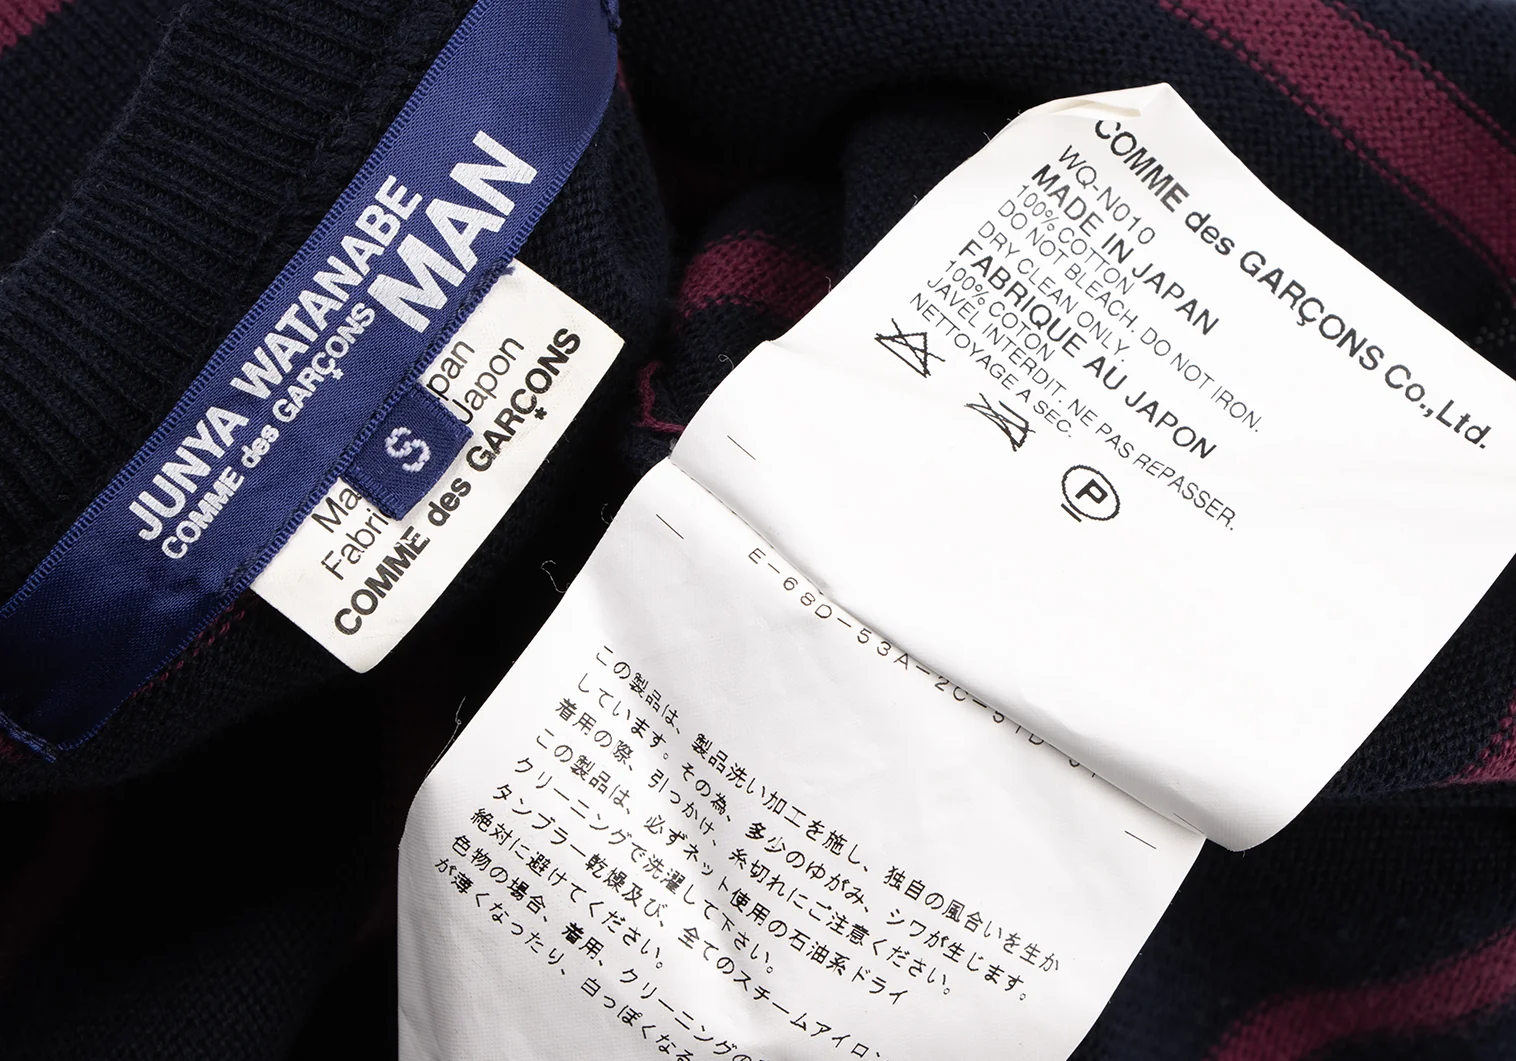 JUNYA WATANABE
COMME des GARÇONS
MAN
S
pan
Japon
Ma
Fabri
COMME des GARÇONS
*
COMME des GARÇONS Co.,Ltd.
WQ-N010
MADE IN JAPAN
100% COTTON
DO NOT BLEACH. DO NOT IRON.
DRY CLEAN ONLY.
FABRIQUE AU JAPON
100% COTON
JAVEL INTERDIT. NE PAS REPASSER.
NETTOYAGE A SEC.
P
E-68D-53A-2C-51D
この製品は、製品洗い加工を施し、独自の風合いを生か
しています。その為、多少のゆがみ、シワが生じます。
着用の際、引っかけ、糸切れにご注意ください。
この製品は、必ずネット使用の石油系ドライ
クリーニングで洗濯して下さい。
タンブラー乾燥及び、全てのスチームアイロン、
絶対に避けてください。
色物の場合、着用、クリーニングの
が薄くなったり、白っぽくなる